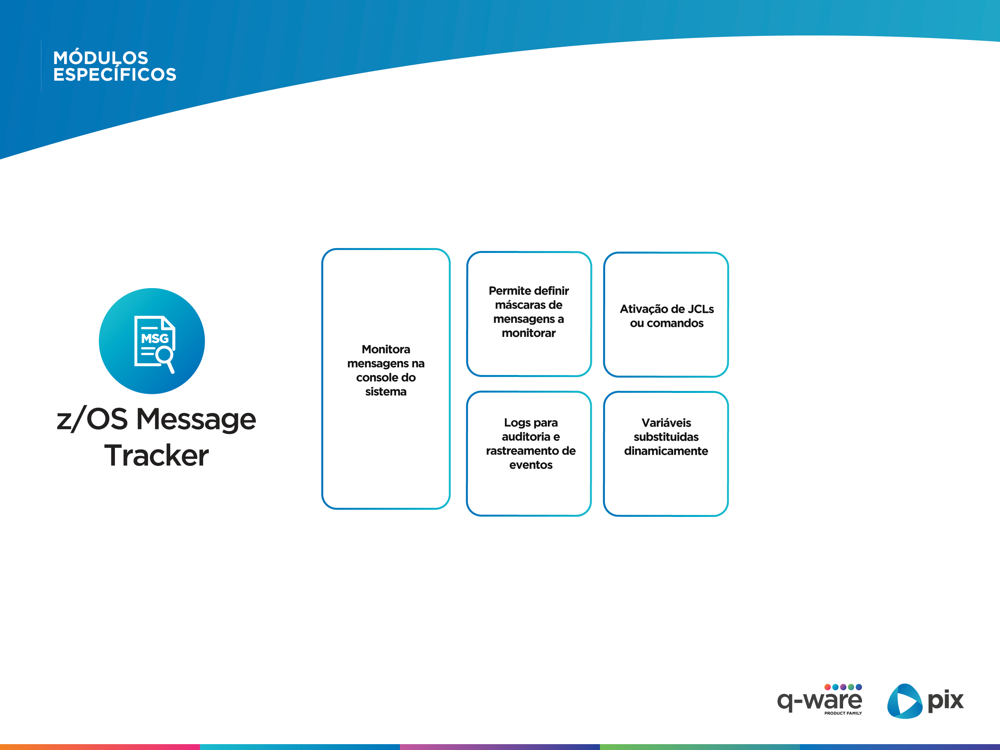 MÓDULOS
ESPECÍFICOS
MSG
z/OS Message
Tracker
Monitora
mensagens na
console do
sistema
Permite definir
máscaras de
mensagens a
monitorar
Ativação de JCLs
ou comandos
Logs para
auditoria e
rastreamento de
eventos
Variáveis
substituidas
dinamicamente
q-ware
PRODUCT FAMILY
pix